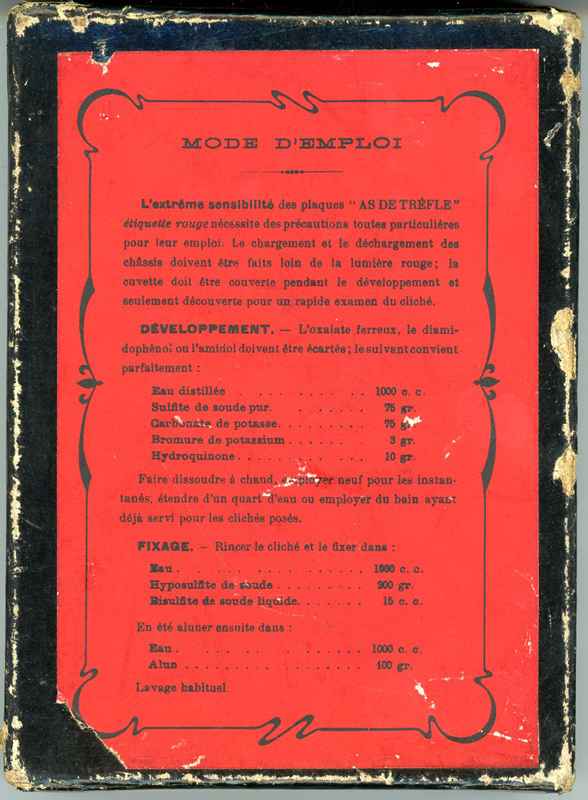 MODE D'EMPLOI
L'extrême sensibilité des plaques "AS DE TRÈFLE"
étiquette rouge nécessite des précautions toutes particulières
pour leur emploi. Le chargement et le déchargement des
châssis doivent être faits loin de la lumière rouge; la
cuvette doit être couverte pendant le développement et
seulement découverte pour un rapide examen du cliché.
DÉVELOPPEMENT. — L'oxalate ferreux, le diami-
dophénol ou l'amidol doivent être écartés; le suivant convient
parfaitement :
Eau distillée . . . . . . . . . . 1000 c. c.
Sulfite de soude pur. . . . . . . 75 gr.
Carbonate de potasse. . . . . . . . 75 gr.
Bromure de potassium . . . . . . 3 gr.
Hydroquinone . . . . . . . . . . 10 gr.
Faire dissoudre à chaud, employer neuf pour les instan-
tanés; étendre d'un quart d'eau ou employer du bain ayant
déjà servi pour les clichés posés.
FIXAGE. — Rincer le cliché et le fixer dans :
Eau . . . . . . . . . . . . . 1000 c. c.
Hyposulfite de soude . . . . . . . . 200 gr.
Bisulfite de soude liquide. . . . . . 15 c. c.
En été aluner ensuite dans :
Eau . . . . . . . . . . . . . 1000 c. c.
Alun . . . . . . . . . . . . . . 100 gr.
Lavage habituel